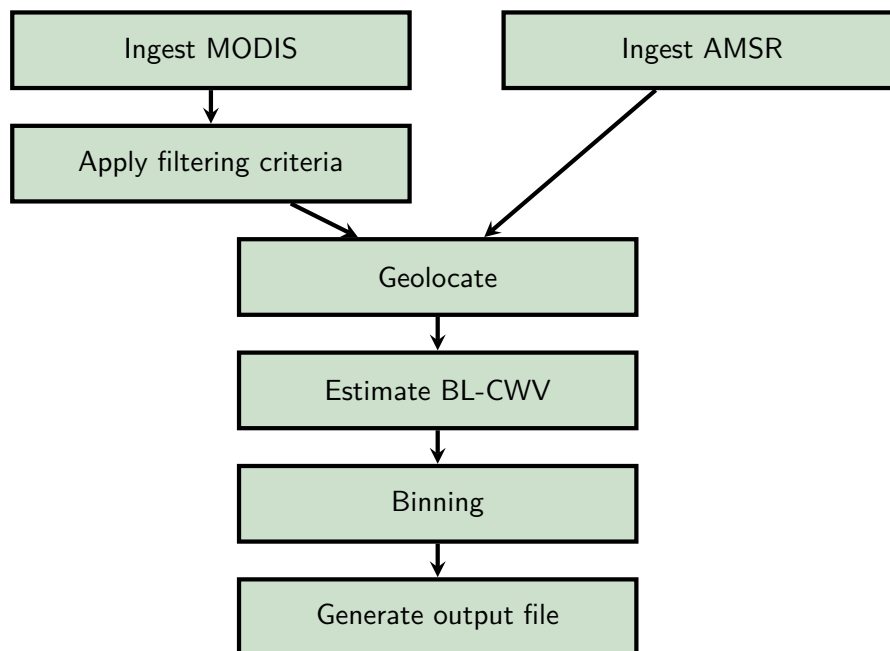 Ingest MODIS
Ingest AMSR
Apply filtering criteria
Geolocate
Estimate BL-CWV
Binning
Generate output file